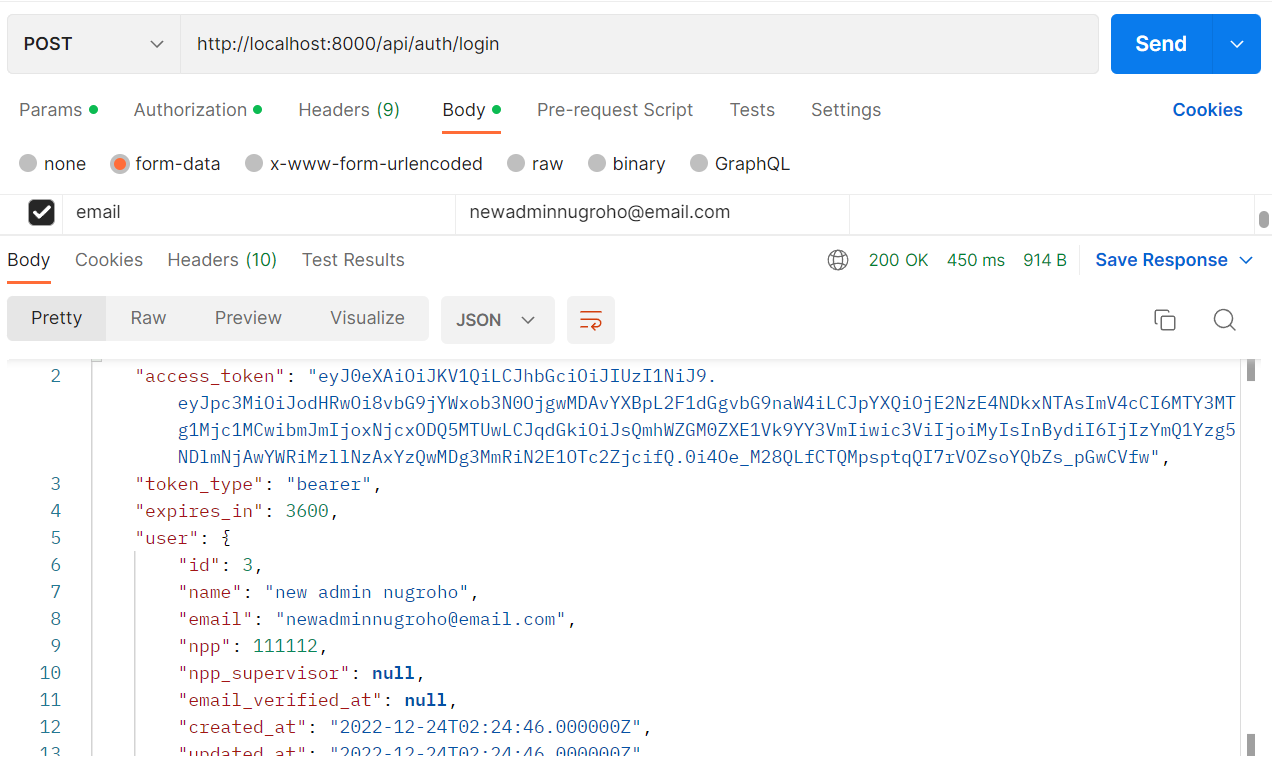 POST http://localhost:8000/api/auth/login Send
Params Authorization Headers (9) Body Pre-request Script Tests Settings Cookies
none form-data x-www-form-urlencoded raw binary GraphQL
email newadminnugroho@email.com
Body Cookies Headers (10) Test Results 200 OK 450 ms 914 B Save Response
Pretty Raw Preview Visualize JSON
2 "access_token": "eyJ0eXAiOiJKV1QiLCJhbGciOiJIUzI1NiJ9.
eyJpc3MiOiJodHRwOi8vbG9jYWxob3N0OjgwMDAvYXBpL2F1dGgvbG9naW4iLCJpYXQiOjE2NzE4NDkxNTAsImV4cCI6MTY3MT
g1Mjc1MCwibmJmIjoxNjcxODQ5MTUwLCJqdGkiOiJsQmhWZGM0ZXE1Vk9YY3VmIiwic3ViIjoiMyIsInBydiI6IjIzYmQ1Yzg5
NDlmNjAwYWRiMzllNzAxYzQwMDg3MmRiN2E1OTc2ZjcifQ.0i4Oe_M28QLfCTQMpsptqQI7rVOZsoYQbZs_pGwCVfw",
3 "token_type": "bearer",
4 "expires_in": 3600,
5 "user": {
6 "id": 3,
7 "name": "new admin nugroho",
8 "email": "newadminnugroho@email.com",
9 "npp": 111112,
10 "npp_supervisor": null,
11 "email_verified_at": null,
12 "created_at": "2022-12-24T02:24:46.000000Z",
13 "updated_at": "2022-12-24T02:24:46.000000Z"